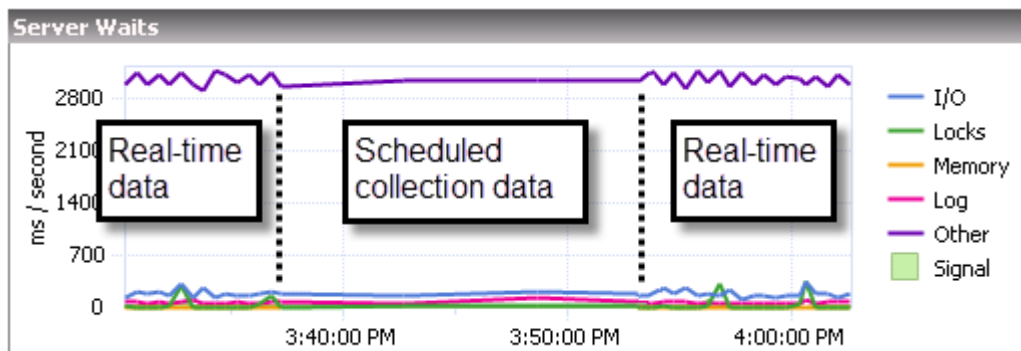 Server Waits
2800
2100
1400
700
0
ms / second
Real-time
data
Scheduled
collection data
Real-time
data
3:40:00 PM
3:50:00 PM
4:00:00 PM
I/O
Locks
Memory
Log
Other
Signal